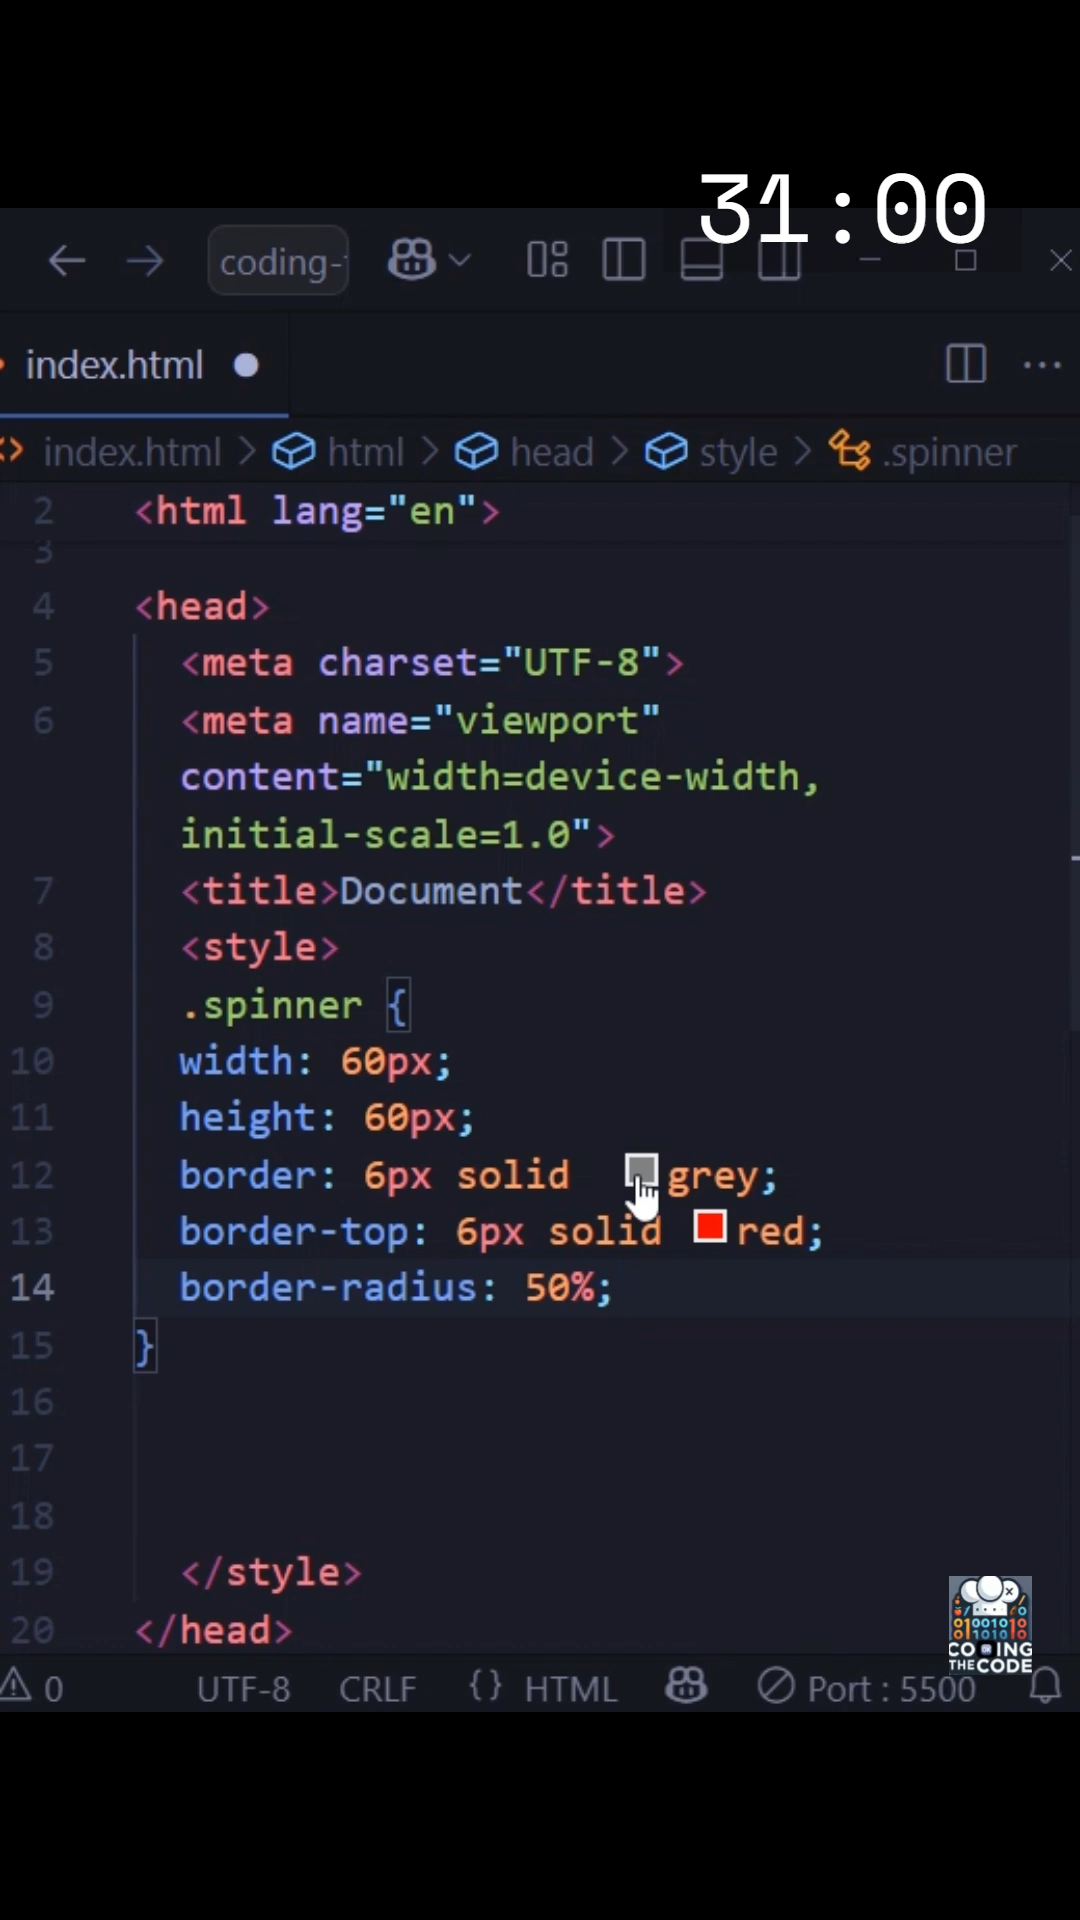 31:00
coding-
index.html
index.html > html > head > style > .spinner
2 <html lang="en">
3
4 <head>
5 <meta charset="UTF-8">
6 <meta name="viewport"
content="width=device-width,
initial-scale=1.0">
7 <title>Document</title>
8 <style>
9 .spinner {
10 width: 60px;
11 height: 60px;
12 border: 6px solid grey;
13 border-top: 6px solid red;
14 border-radius: 50%;
15 }
16
17
18
19 </style>
20 </head>
CODING
THE CODE
0 UTF-8 CRLF {} HTML Port : 5500